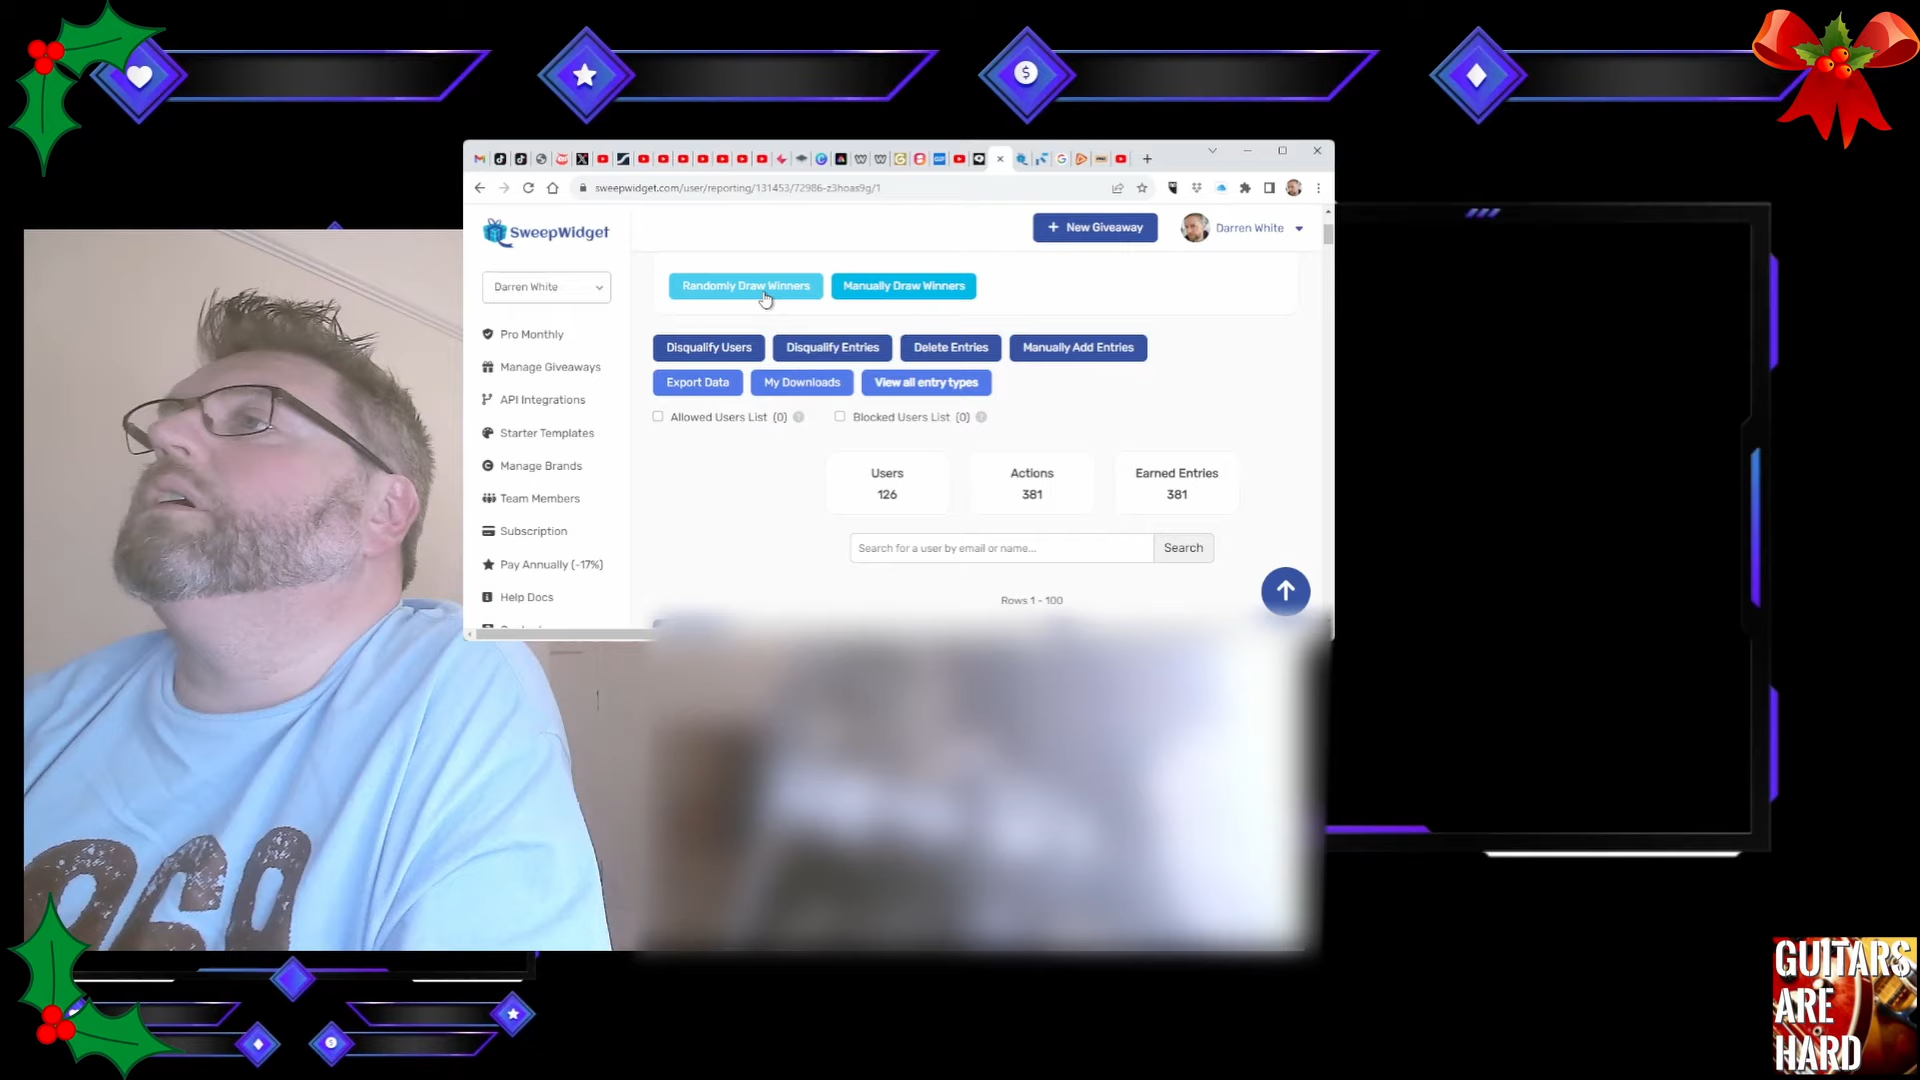 sweepwidget.com/user/reporting/131453/72986-z3hoas9g/1
SweepWidget
+ New Giveaway
Darren White
Darren White
Randomly Draw Winners
Manually Draw Winners
Pro Monthly
Manage Giveaways
API Integrations
Starter Templates
Manage Brands
Team Members
Subscription
Pay Annually (-17%)
Help Docs
Disqualify Users
Disqualify Entries
Delete Entries
Manually Add Entries
Export Data
My Downloads
View all entry types
Allowed Users List (0)
Blocked Users List (0)
Users
126
Actions
381
Earned Entries
381
Search for a user by email or name...
Search
Rows 1 - 100
GUITARS
ARE
HARD